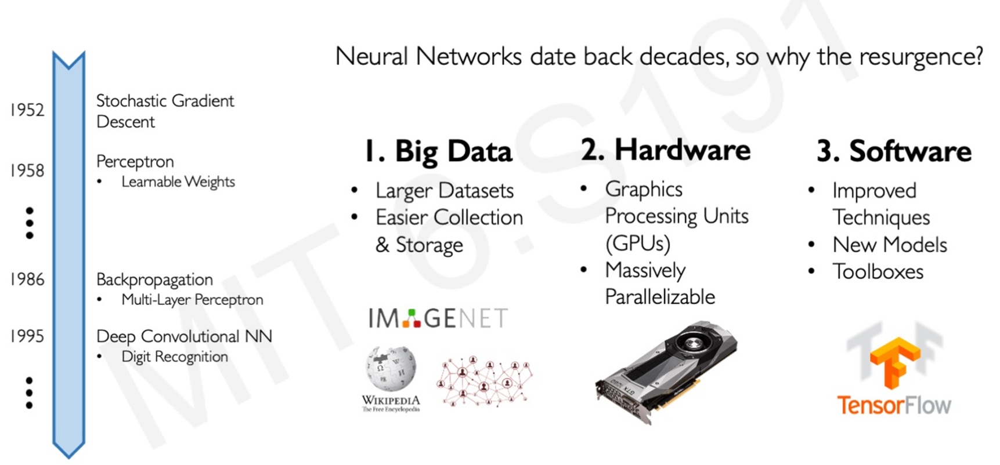 Neural Networks date back decades, so why the resurgence?
1952
Stochastic Gradient
Descent
1958
Perceptron
• Learnable Weights
1986
Backpropagation
• Multi-Layer Perceptron
1995
Deep Convolutional NN
• Digit Recognition
1. Big Data
• Larger Datasets
• Easier Collection
& Storage
IMAGENET
WIKIPEDIA
The Free Encyclopedia
2. Hardware
• Graphics
Processing Units
(GPUs)
• Massively
Parallelizable
GTX 1080
3. Software
• Improved
Techniques
• New Models
• Toolboxes
TF
TensorFlow
MIT 6.S191